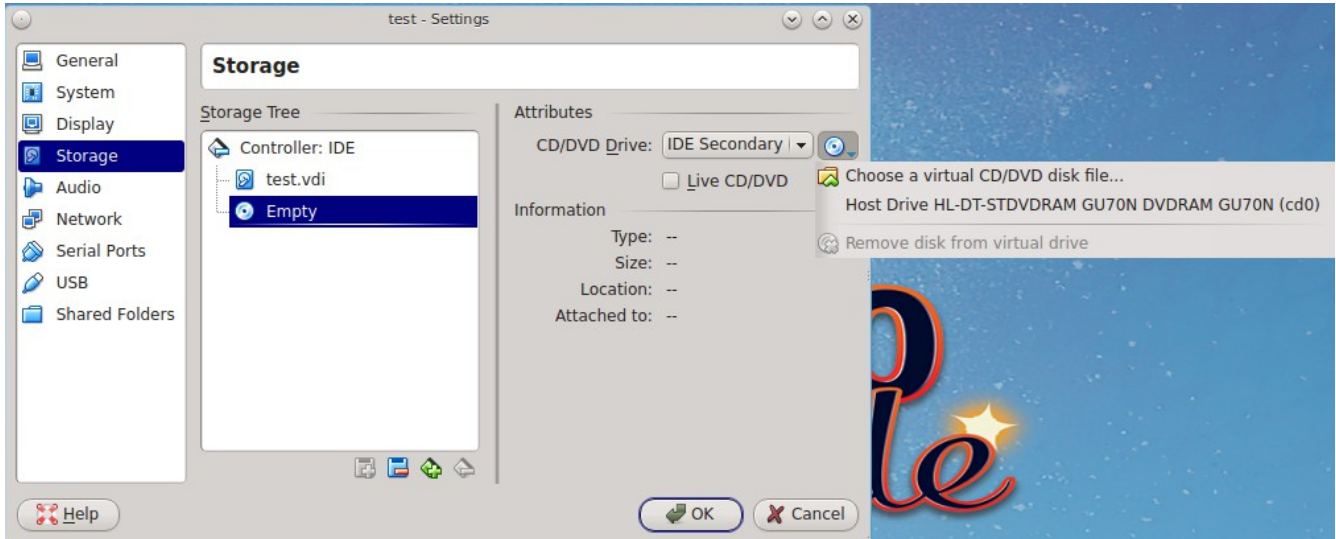 test - Settings
General
System
Display
Storage
Audio
Network
Serial Ports
USB
Shared Folders
Storage
Storage Tree
Controller: IDE
test.vdi
Empty
Attributes
CD/DVD Drive: IDE Secondary
Live CD/DVD
Information
Type: --
Size: --
Location: --
Attached to: --
Choose a virtual CD/DVD disk file...
Host Drive HL-DT-STDVDRAM GU70N DVDRAM GU70N (cd0)
Remove disk from virtual drive
Help
OK
Cancel